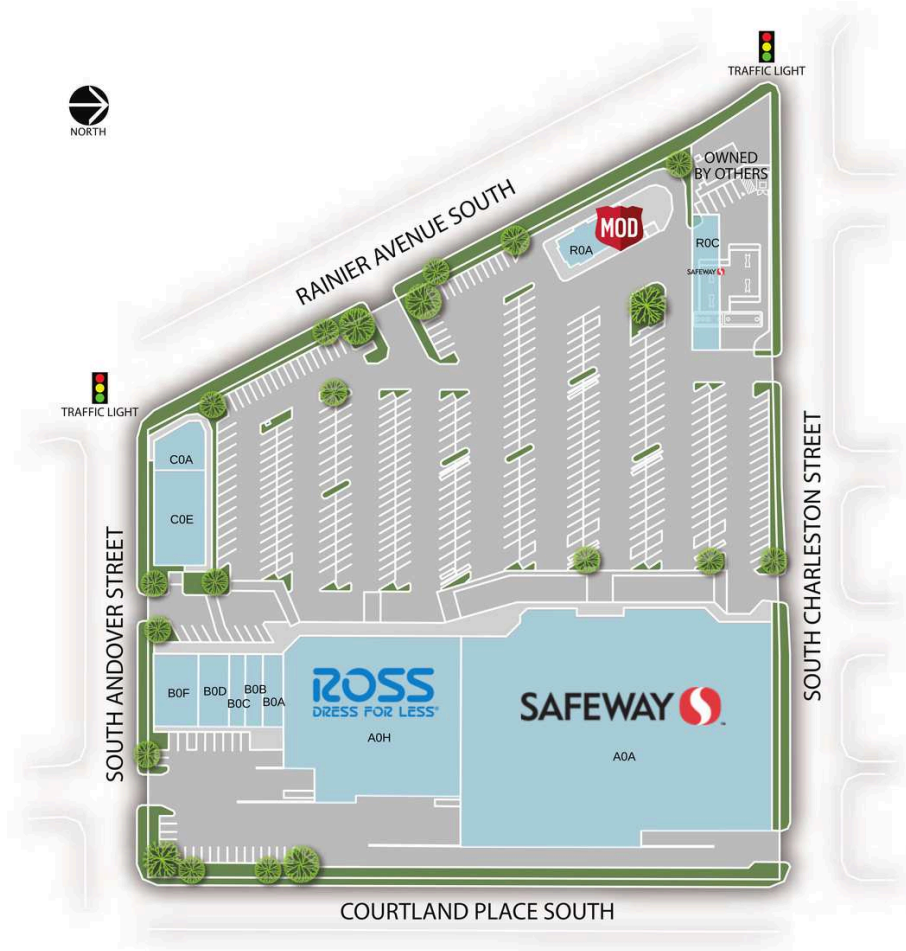 TRAFFIC LIGHT
NORTH
OWNED
BY OTHERS
RAINIER AVENUE SOUTH
MOD
R0A
R0C
SAFEWAY
TRAFFIC LIGHT
C0A
C0E
SOUTH ANDOVER STREET
SOUTH CHARLESTON STREET
B0F
B0D
B0C
B0B
B0A
ROSS
DRESS FOR LESS®
A0H
SAFEWAY ™
A0A
COURTLAND PLACE SOUTH